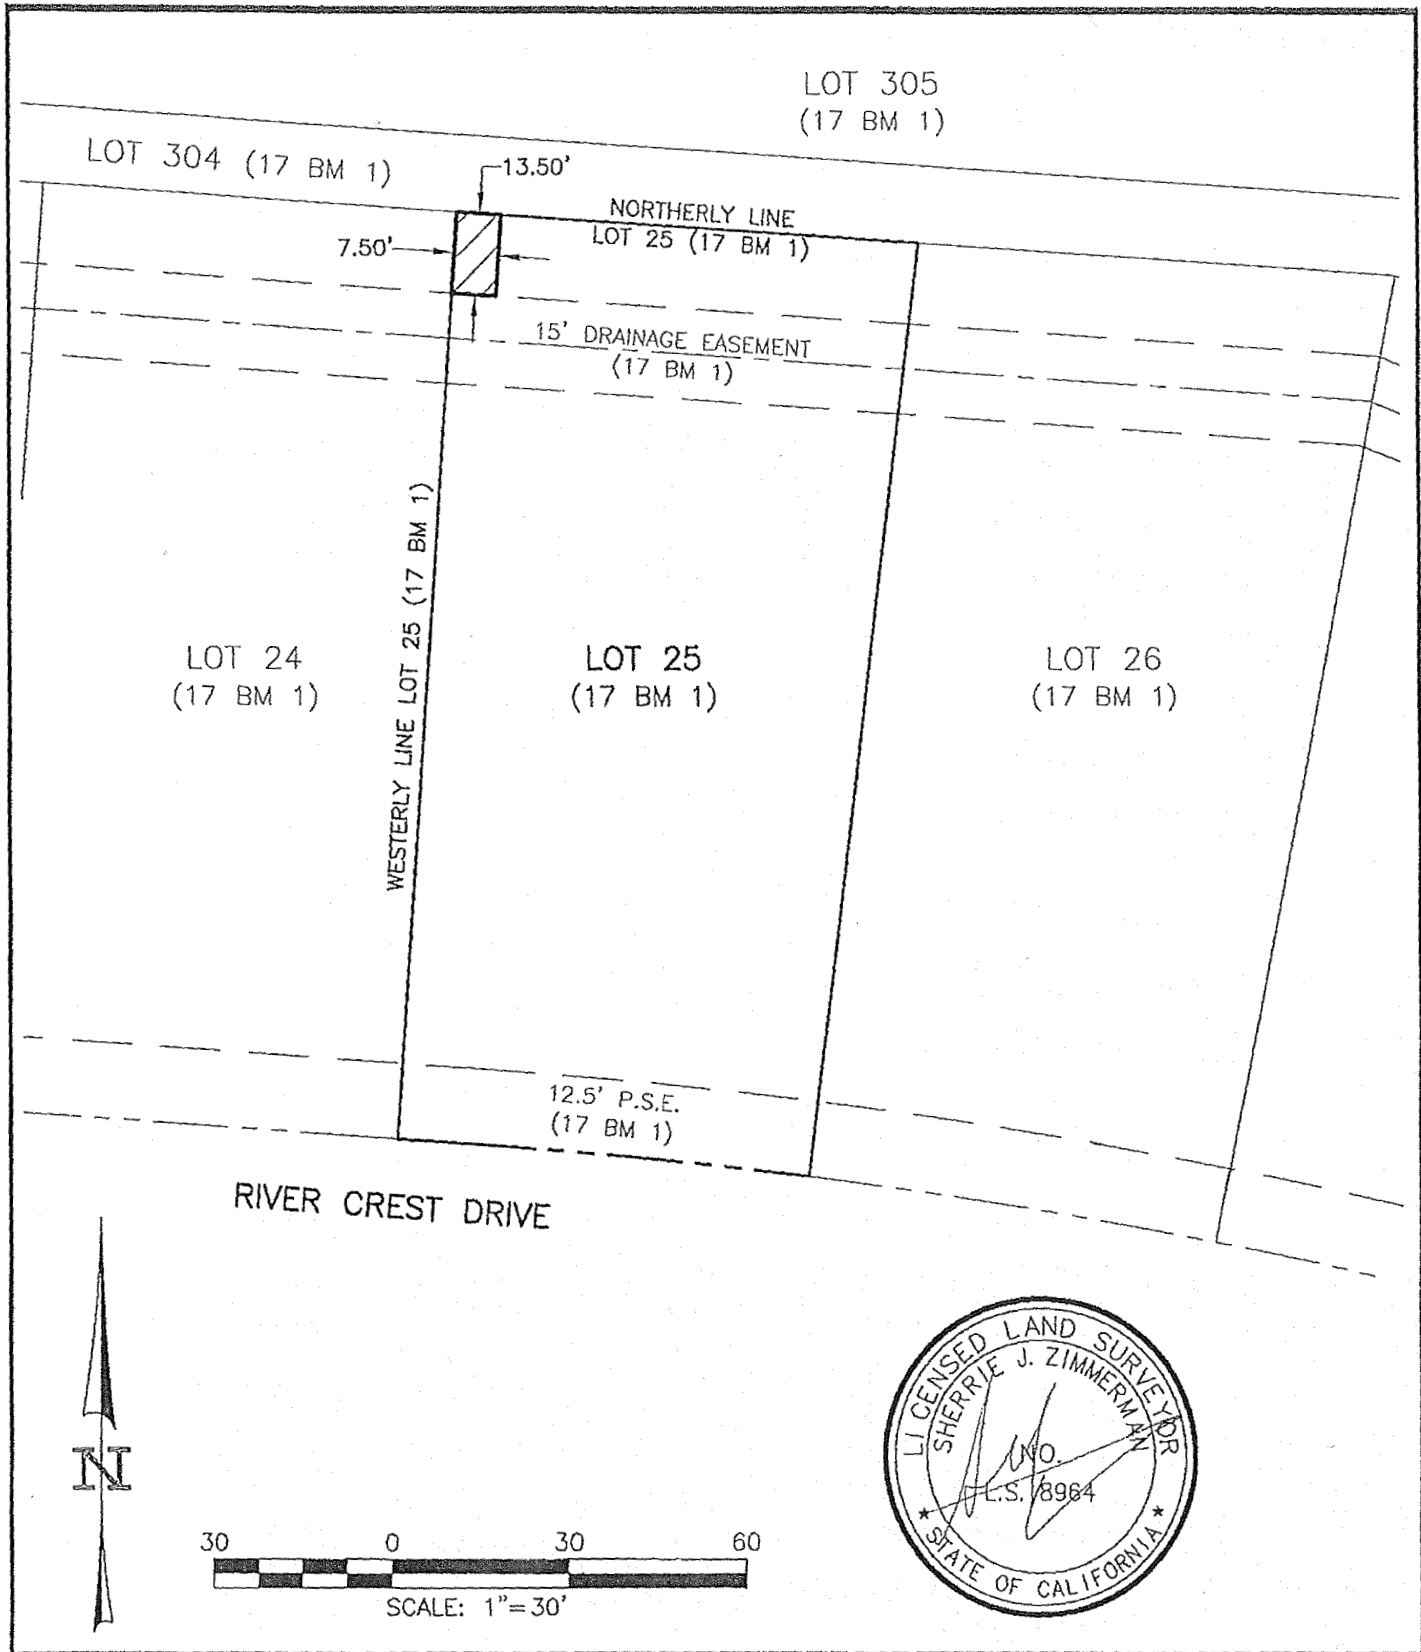 LOT 305
(17 BM 1)
LOT 304 (17 BM 1)
13.50'
NORTHERLY LINE
LOT 25 (17 BM 1)
7.50'
15' DRAINAGE EASEMENT
(17 BM 1)
WESTERLY LINE LOT 25 (17 BM 1)
LOT 24
(17 BM 1)
LOT 25
(17 BM 1)
LOT 26
(17 BM 1)
12.5' P.S.E.
(17 BM 1)
RIVER CREST DRIVE
N
30 0 30 60
SCALE: 1"=30'
LICENSED LAND SURVEYOR
SHERRIE J. ZIMMERMAN
NO.
L.S. 8964
★ STATE OF CALIFORNIA ★